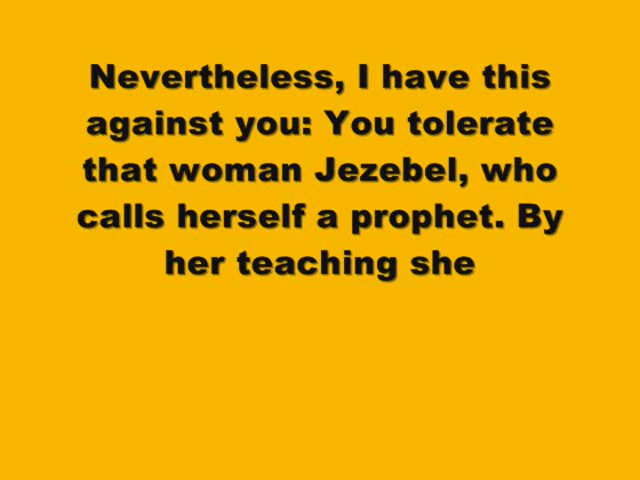 Nevertheless, I have this
against you: You tolerate
that woman Jezebel, who
calls herself a prophet. By
her teaching she